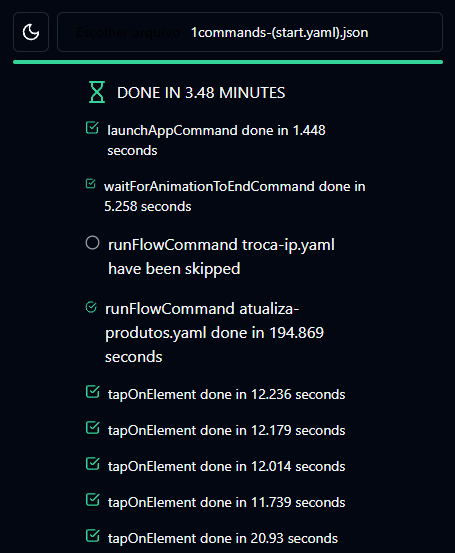 Escolher arquivo 1commands-(start.yaml).json
DONE IN 3.48 MINUTES
launchAppCommand done in 1.448
seconds
waitForAnimationToEndCommand done in
5.258 seconds
runFlowCommand troca-ip.yaml
have been skipped
runFlowCommand atualiza-
produtos.yaml done in 194.869
seconds
tapOnElement done in 12.236 seconds
tapOnElement done in 12.179 seconds
tapOnElement done in 12.014 seconds
tapOnElement done in 11.739 seconds
tapOnElement done in 20.93 seconds